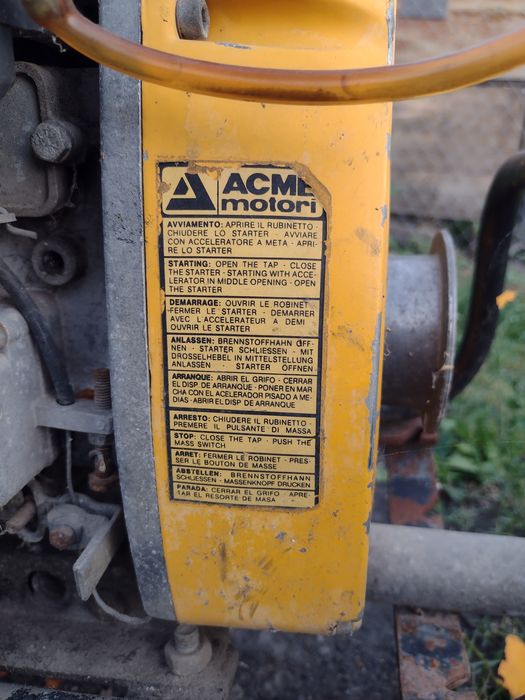 ACME
motori
AVVIAMENTO: APRIRE IL RUBINETTO -
CHIUDERE LO STARTER - AVVIARE
CON ACCELERATORE A META - APRI-
RE LO STARTER
STARTING: OPEN THE TAP - CLOSE
THE STARTER - STARTING WITH ACCE-
LERATOR IN MIDDLE OPENING - OPEN
THE STARTER
DEMARRAGE: OUVRIR LE ROBINET
-FERMER LE STARTER - DEMARRER
AVEC L'ACCELERATEUR A DEMI
OUVRIR LE STARTER
ANLASSEN: BRENNSTOFFHAHN ÖFF-
NEN - STARTER SCHLIESSEN - MIT
DROSSELHEBEL IN MITTELSTELLUNG
ANLASSEN - STARTER ÖFFNEN
ARRANQUE: ABRIR EL GRIFO - CERRAR
EL DISP. DE ARRANQUE - PONER EN MAR-
CHA CON EL ACCELERADOR PISADO A ME-
DIAS - ABRIR EL DISP. DE ARRANQUE
ARRESTO: CHIUDERE IL RUBINETTO -
PREMERE IL PULSANTE DI MASSA
STOP: CLOSE THE TAP - PUSH THE
MASS SWITCH
ARRET: FERMER LE ROBINET - PRES-
SER LE BOUTON DE MASSE
ABSTELLEN: BRENNSTOFFHAHN
SCHLIESSEN - MASSENKNOPF DRÜCKEN
PARADA: CERRAR EL GRIFO - APRE-
TAR EL RESORTE DE MASA